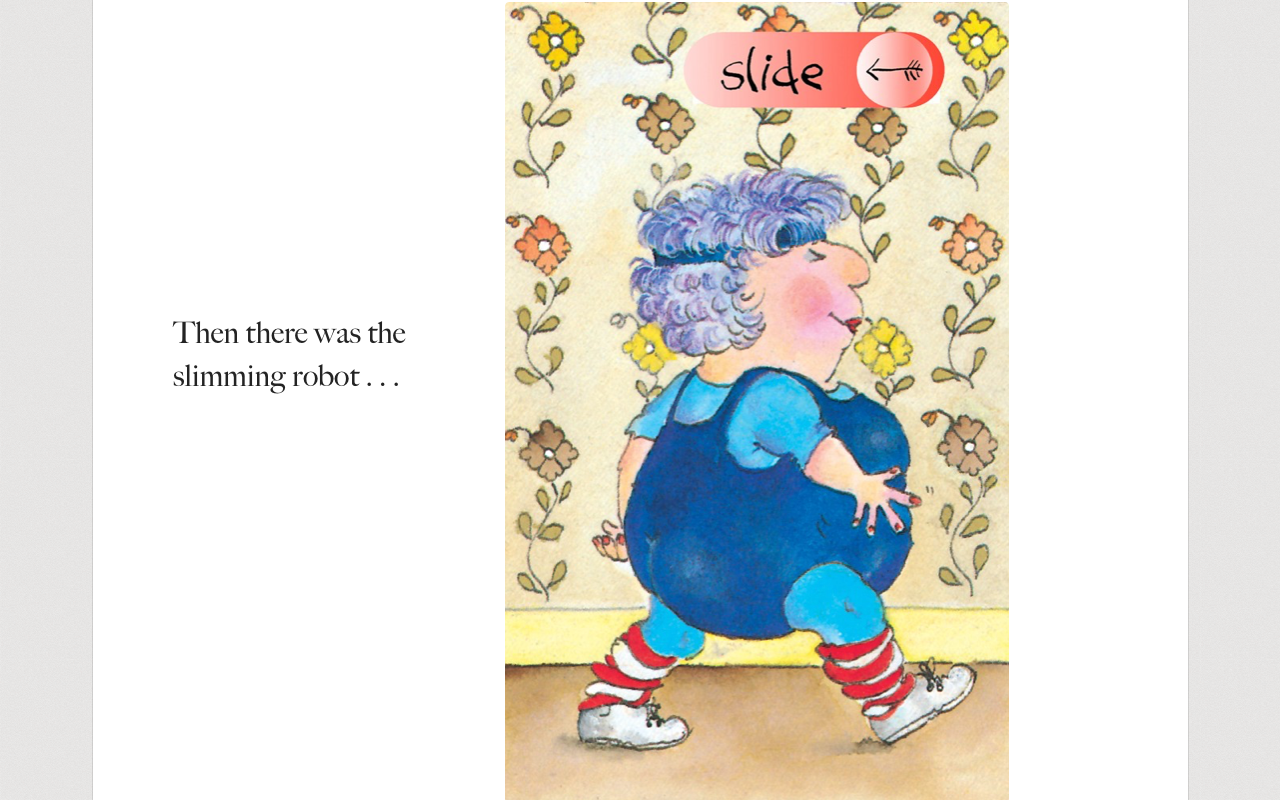 slide
Then there was the
slimming robot . . .